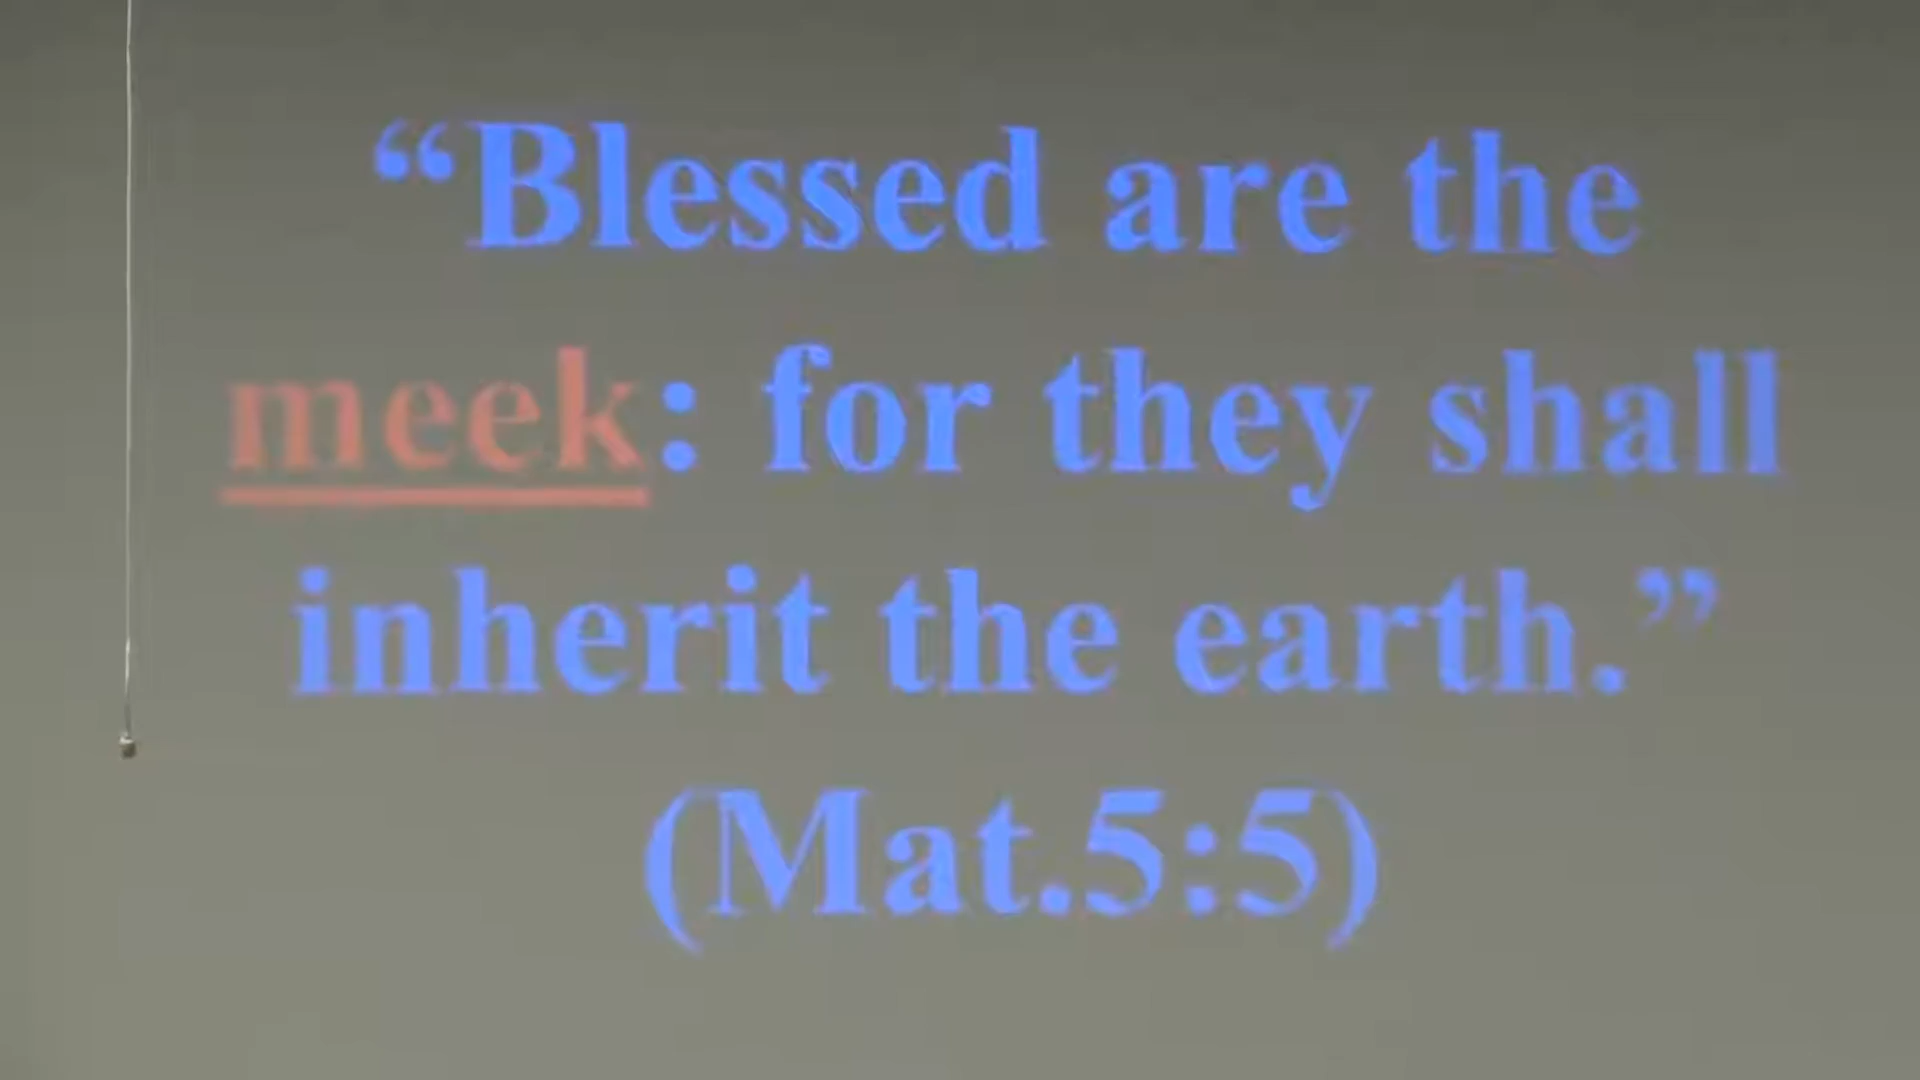 “Blessed are the
meek: for they shall
inherit the earth.”
(Mat.5:5)